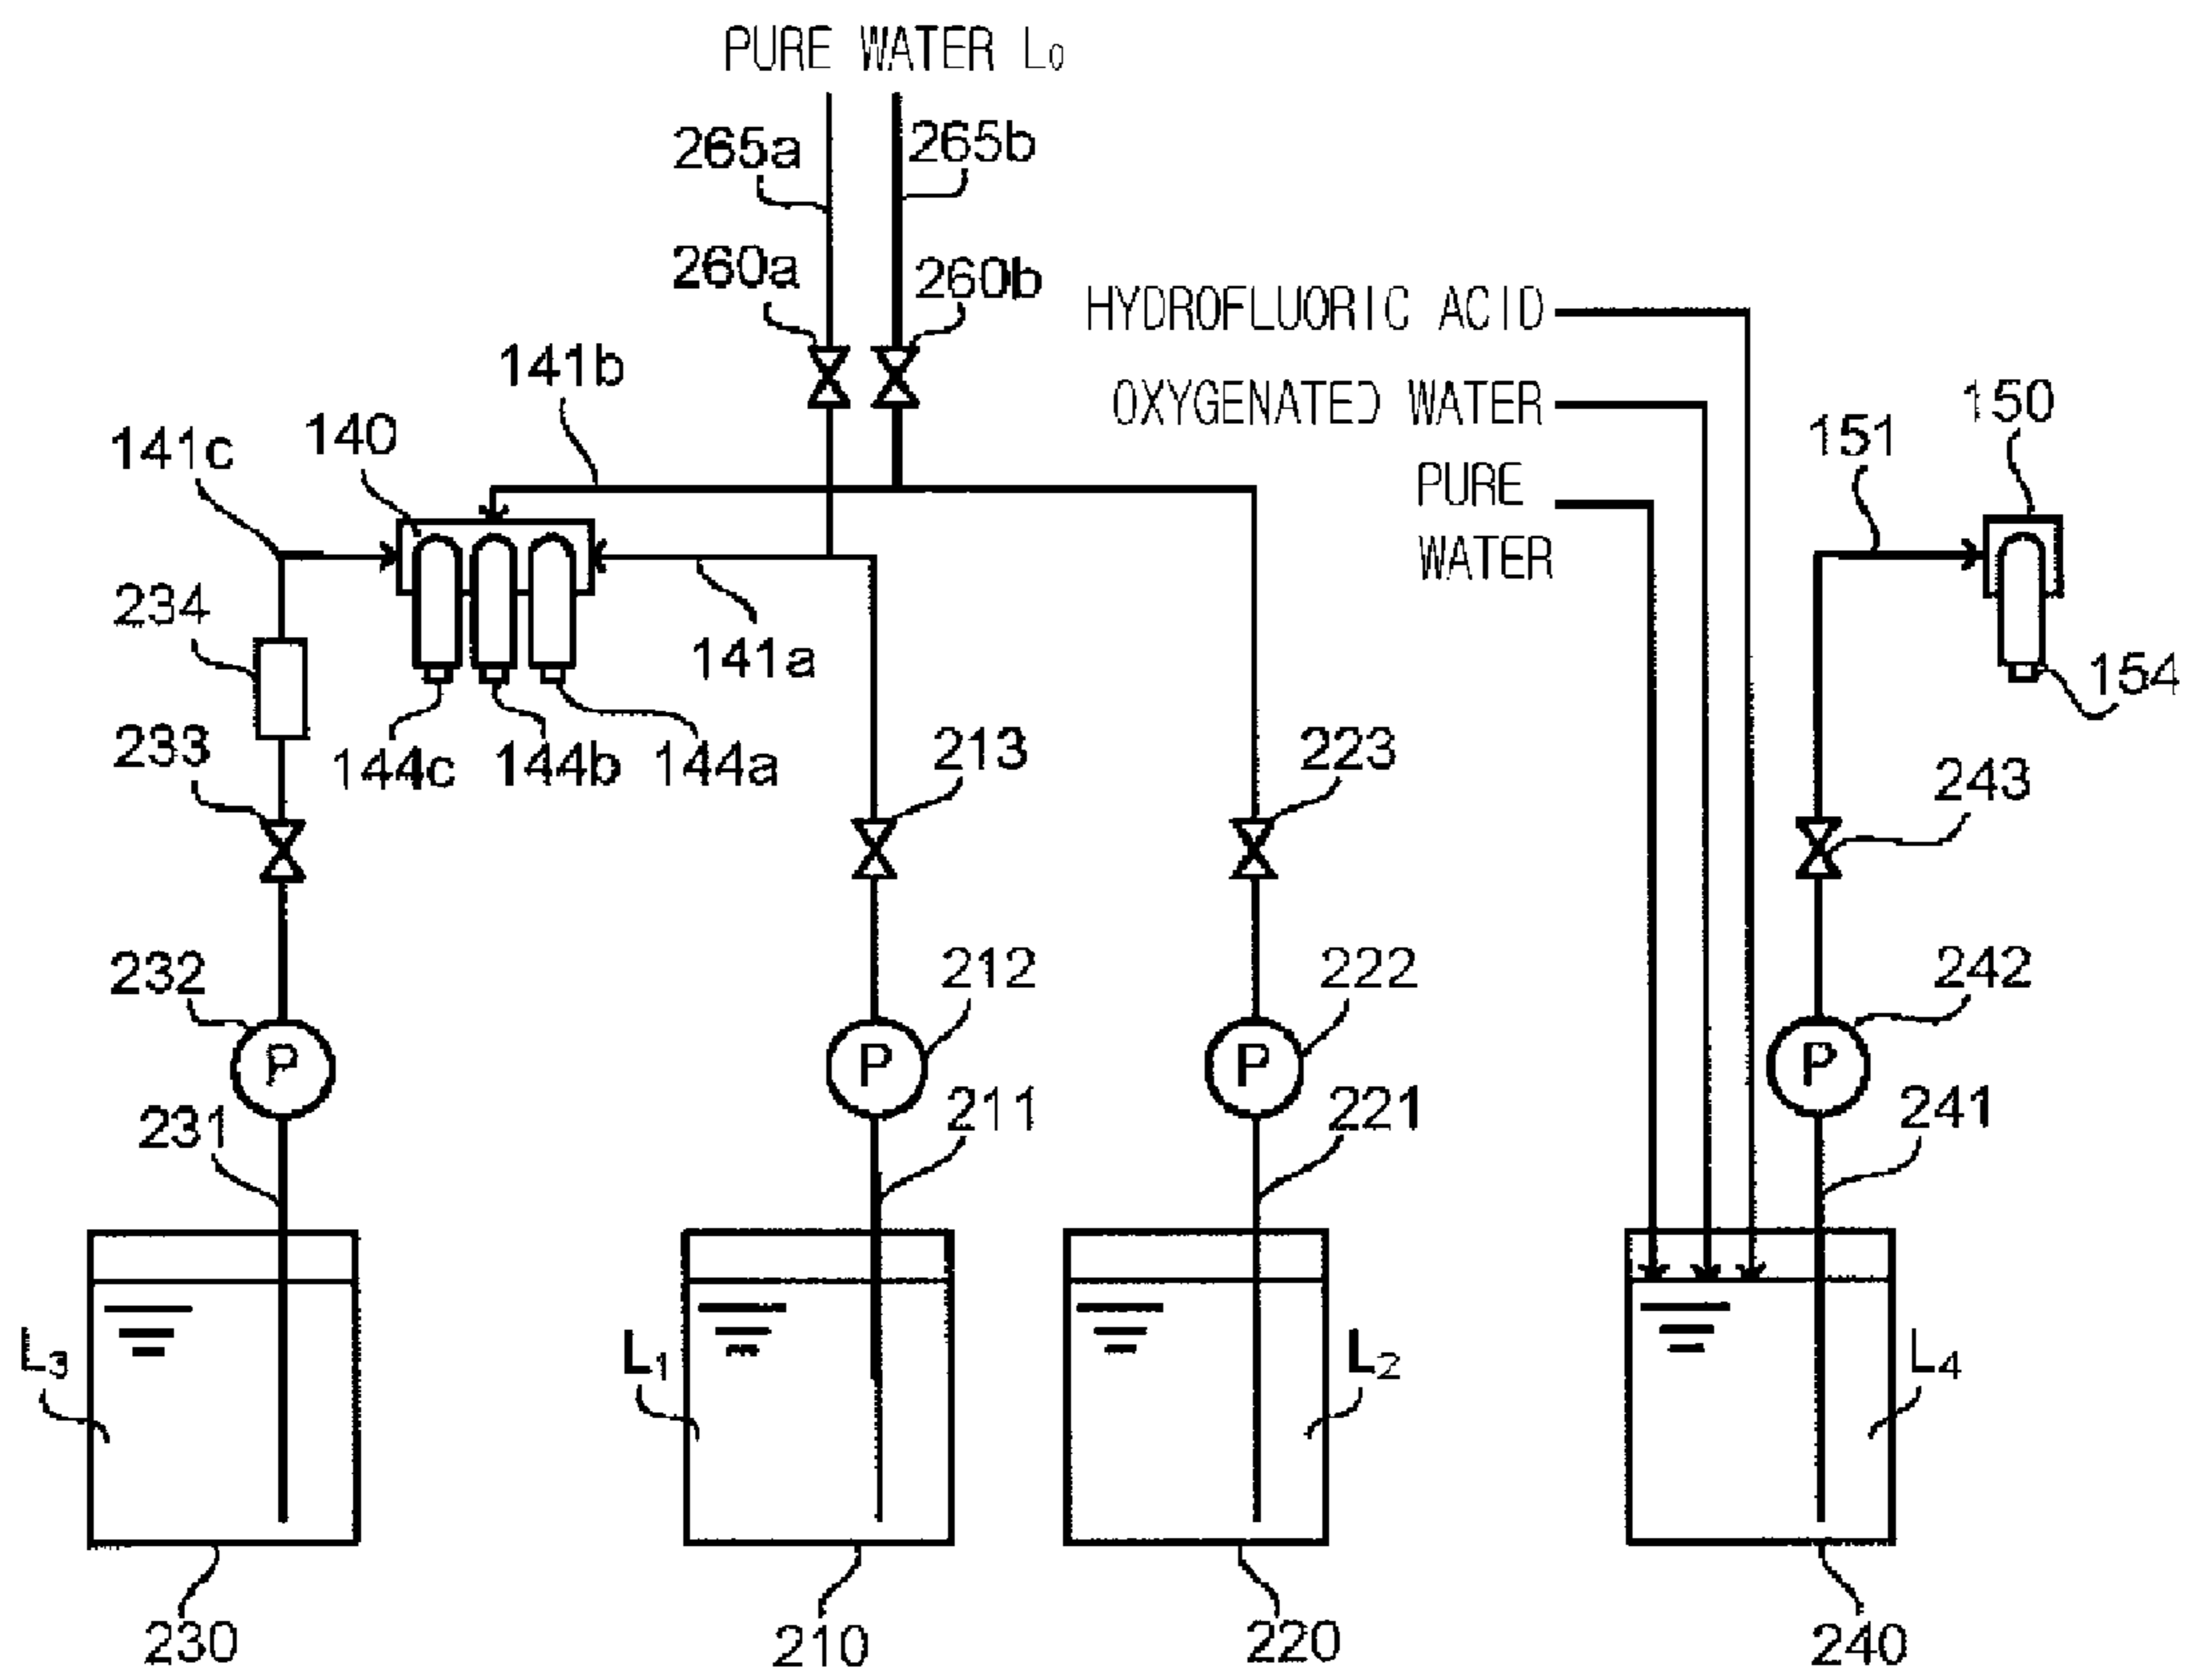 PURE WATER L0
265a 265b
260a 260b
HYDROFLUORIC ACID
141b
OXYGENATED WATER
150
141c 140
151
PURE
WATER
234
141a
154
233
144c 144b 144a
213 223
243
232
212 222 242
P P P P
231
211 221 241
L3 L1 L2 L4
230 210 220 240